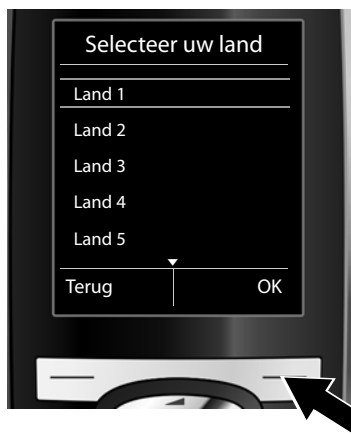 Selecteer uw land
Land 1
Land 2
Land 3
Land 4
Land 5
Terug OK